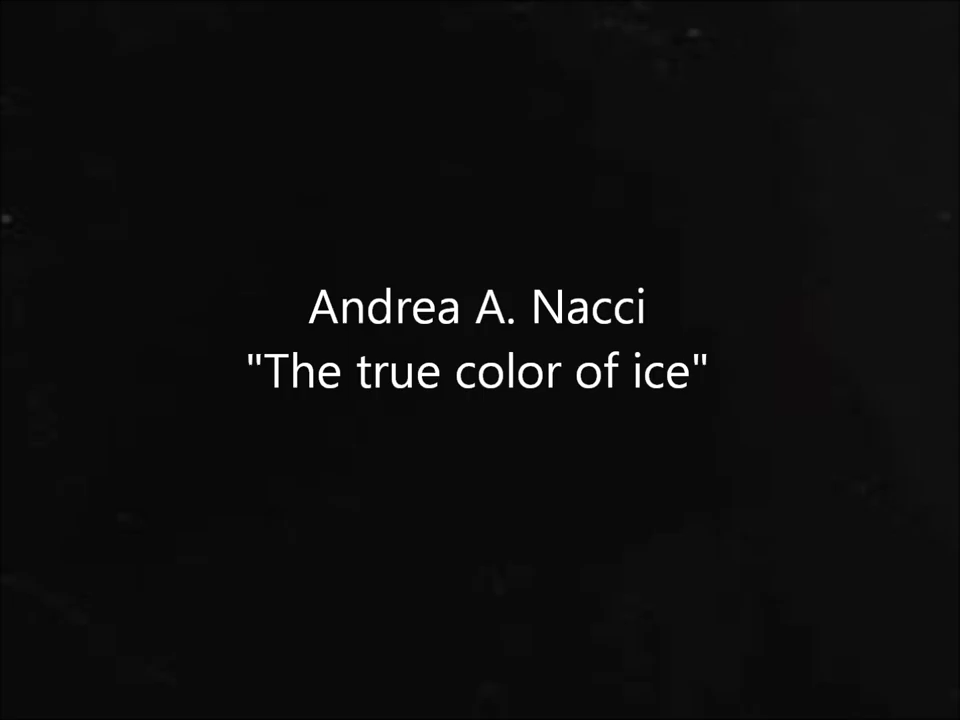 Andrea A. Nacci
"The true color of ice"